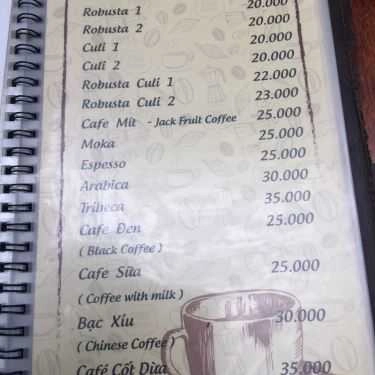 Robusta 1 20.000
Robusta 2 20.000
Culi 1 20.000
Culi 2 20.000
Robusta Culi 1 22.000
Robusta Culi 2 23.000
Cafe Mít - Jack Fruit Coffee 25.000
Moka 25.000
Espesso 25.000
Arabica 30.000
Tribeca 35.000
Cafe Đen 25.000
( Black Coffee )
Cafe Sữa 25.000
( Coffee with milk )
Bạc Xíu 30.000
( Chinese Coffee )
Café Cốt Dừa 35.000